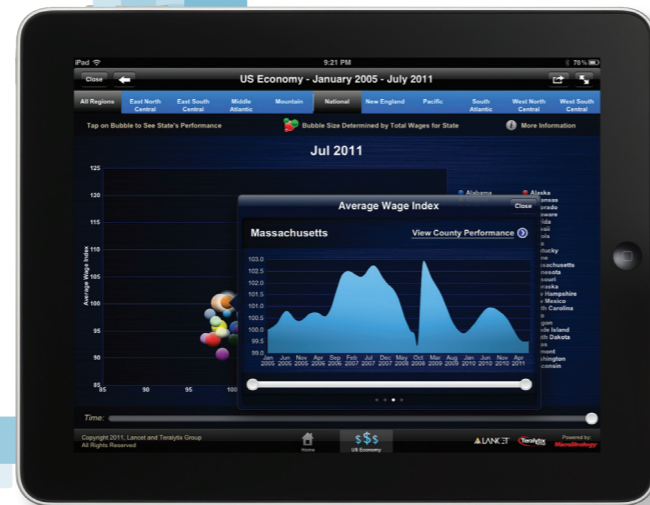 iPad
9:21 PM
76%
Close
US Economy - January 2005 - July 2011
All Regions
East North Central
East South Central
Middle Atlantic
Mountain
National
New England
Pacific
South Atlantic
West North Central
West South Central
Tap on Bubble to See State's Performance
Bubble Size Determined by Total Wages for State
More Information
Jul 2011
125
120
115
110
105
100
95
90
85
Average Wage Index
85
90
95
100
Alabama
Alaska
Average Wage Index
Close
Massachusetts
View County Performance
103.0
102.5
102.0
101.5
101.0
100.5
100.0
99.5
99.0
Jan Jun Nov Apr Sep Feb Jul Dec May Oct Mar Aug Jan Jun Nov Apr
2005 2005 2005 2006 2006 2007 2007 2007 2008 2008 2009 2009 2010 2010 2010 2011
Time:
Copyright 2011, Lancet and Teralytix Group
All Rights Reserved
Home
$$$
US Economy
LANCET
Teralytix
Powered by:
MicroStrategy